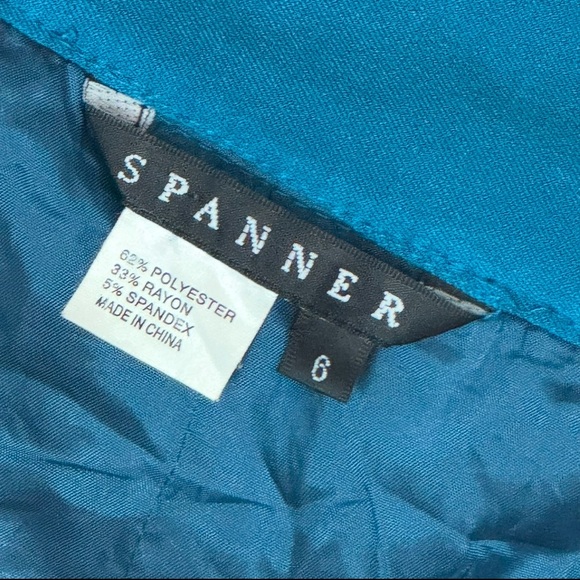 SPANNER
62% POLYESTER
33% RAYON
5% SPANDEX
MADE IN CHINA
6